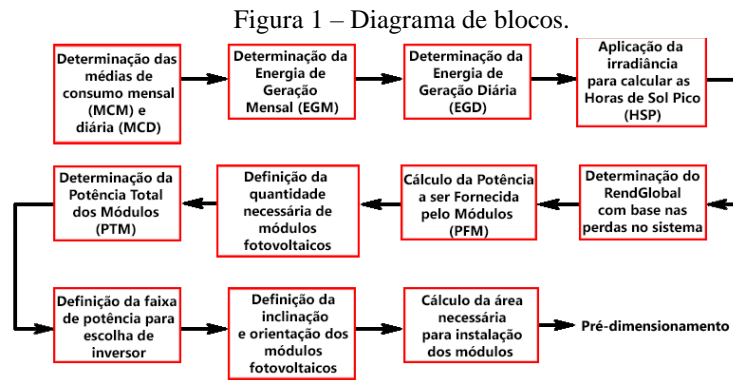 Figura 1 – Diagrama de blocos.
Determinação das
médias de
consumo mensal
(MCM) e
diária (MCD)
Determinação da
Energia de
Geração
Mensal (EGM)
Determinação da
Energia de
Geração Diária
(EGD)
Aplicação da
irradiância
para calcular as
Horas de Sol Pico
(HSP)
Determinação do
RendGlobal
com base nas
perdas no sistema
Cálculo da Potência
a ser Fornecida
pelo Módulos
(PFM)
Definição da
quantidade
necessária de
módulos
fotovoltaicos
Determinação da
Potência Total
dos Módulos
(PTM)
Definição da faixa
de potência para
escolha de
inversor
Definição da
inclinação
e orientação dos
módulos
fotovoltaicos
Cálculo da área
necessária
para instalação
dos módulos
Pré-dimensionamento